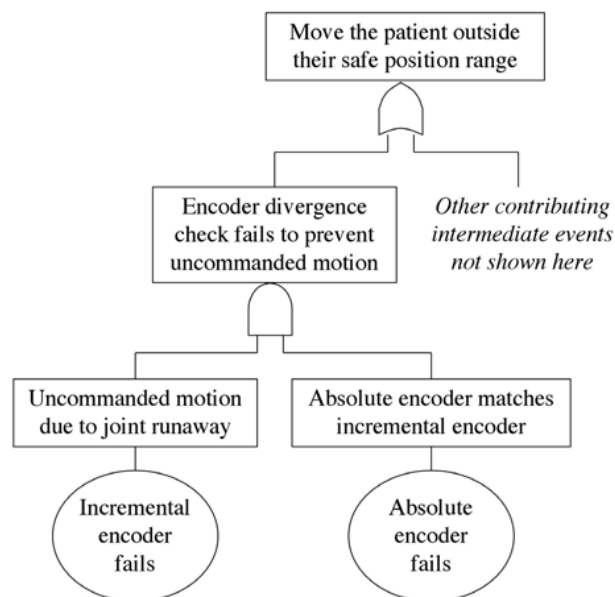 Move the patient outside
their safe position range
Encoder divergence
check fails to prevent
uncommanded motion
Other contributing
intermediate events
not shown here
Uncommanded motion
due to joint runaway
Absolute encoder matches
incremental encoder
Incremental
encoder
fails
Absolute
encoder
fails